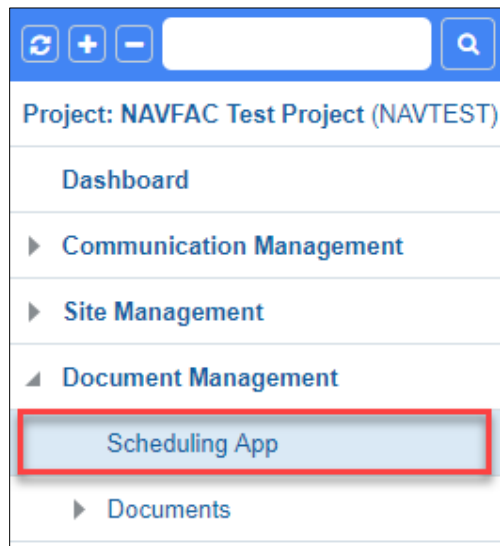 Project: NAVFAC Test Project (NAVTEST)
Dashboard
Communication Management
Site Management
Document Management
Scheduling App
Documents